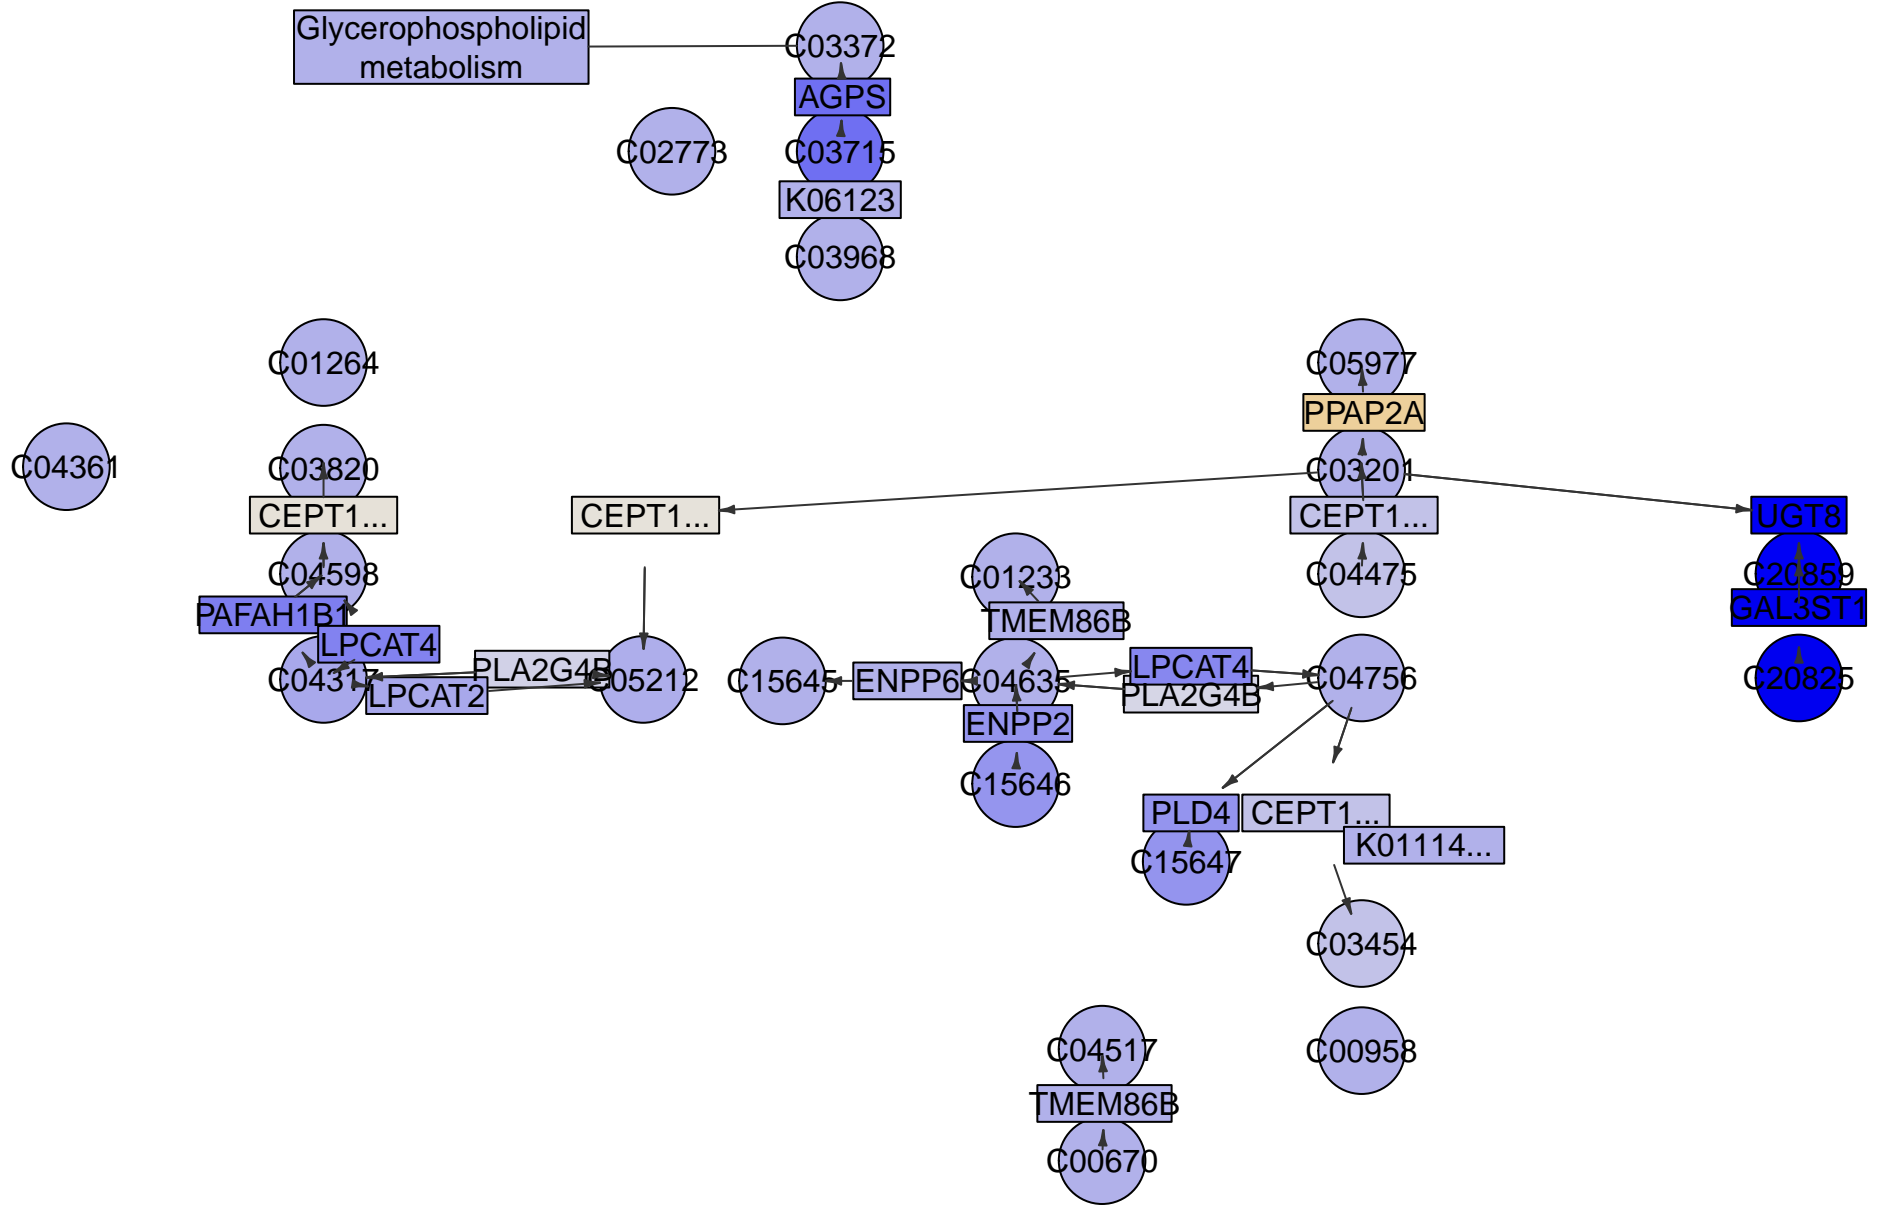 Glycerophospholipid
metabolism
C03372
AGPS
C02773
C03715
K06123
C03968
C01264
C05977
PPAP2A
C04361
C03820
C03201
CEPT1...
CEPT1...
CEPT1...
UGT8
C04598
C01233
C04475
C20859
PAFAH1B1
TMEM86B
GAL3ST1
LPCAT4
PLA2G4B
LPCAT4
C04317
C05212
C15645
ENPP6
C04635
C04756
C20825
LPCAT2
PLA2G4B
ENPP2
C15646
PLD4
CEPT1...
K01114...
C15647
C03454
C04517
C00958
TMEM86B
C00670